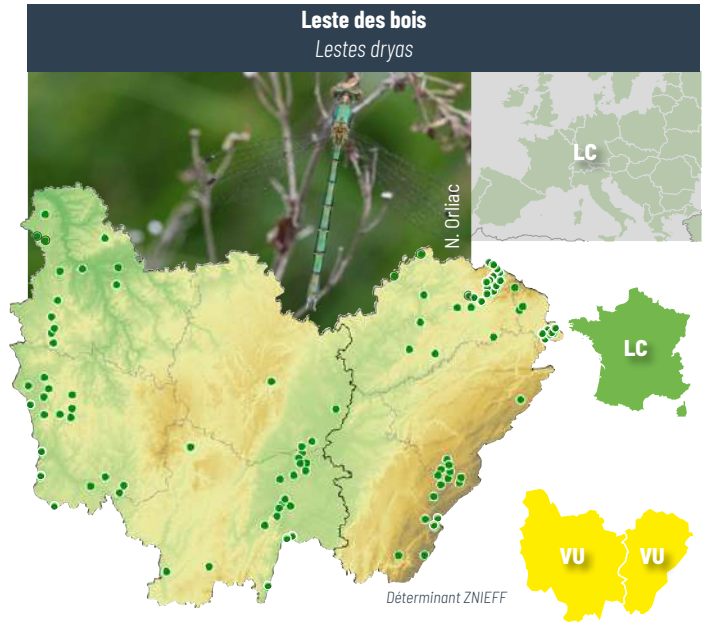 Leste des bois
Lestes dryas
N. Orliac
LC
LC
VU
VU
Déterminant ZNIEFF